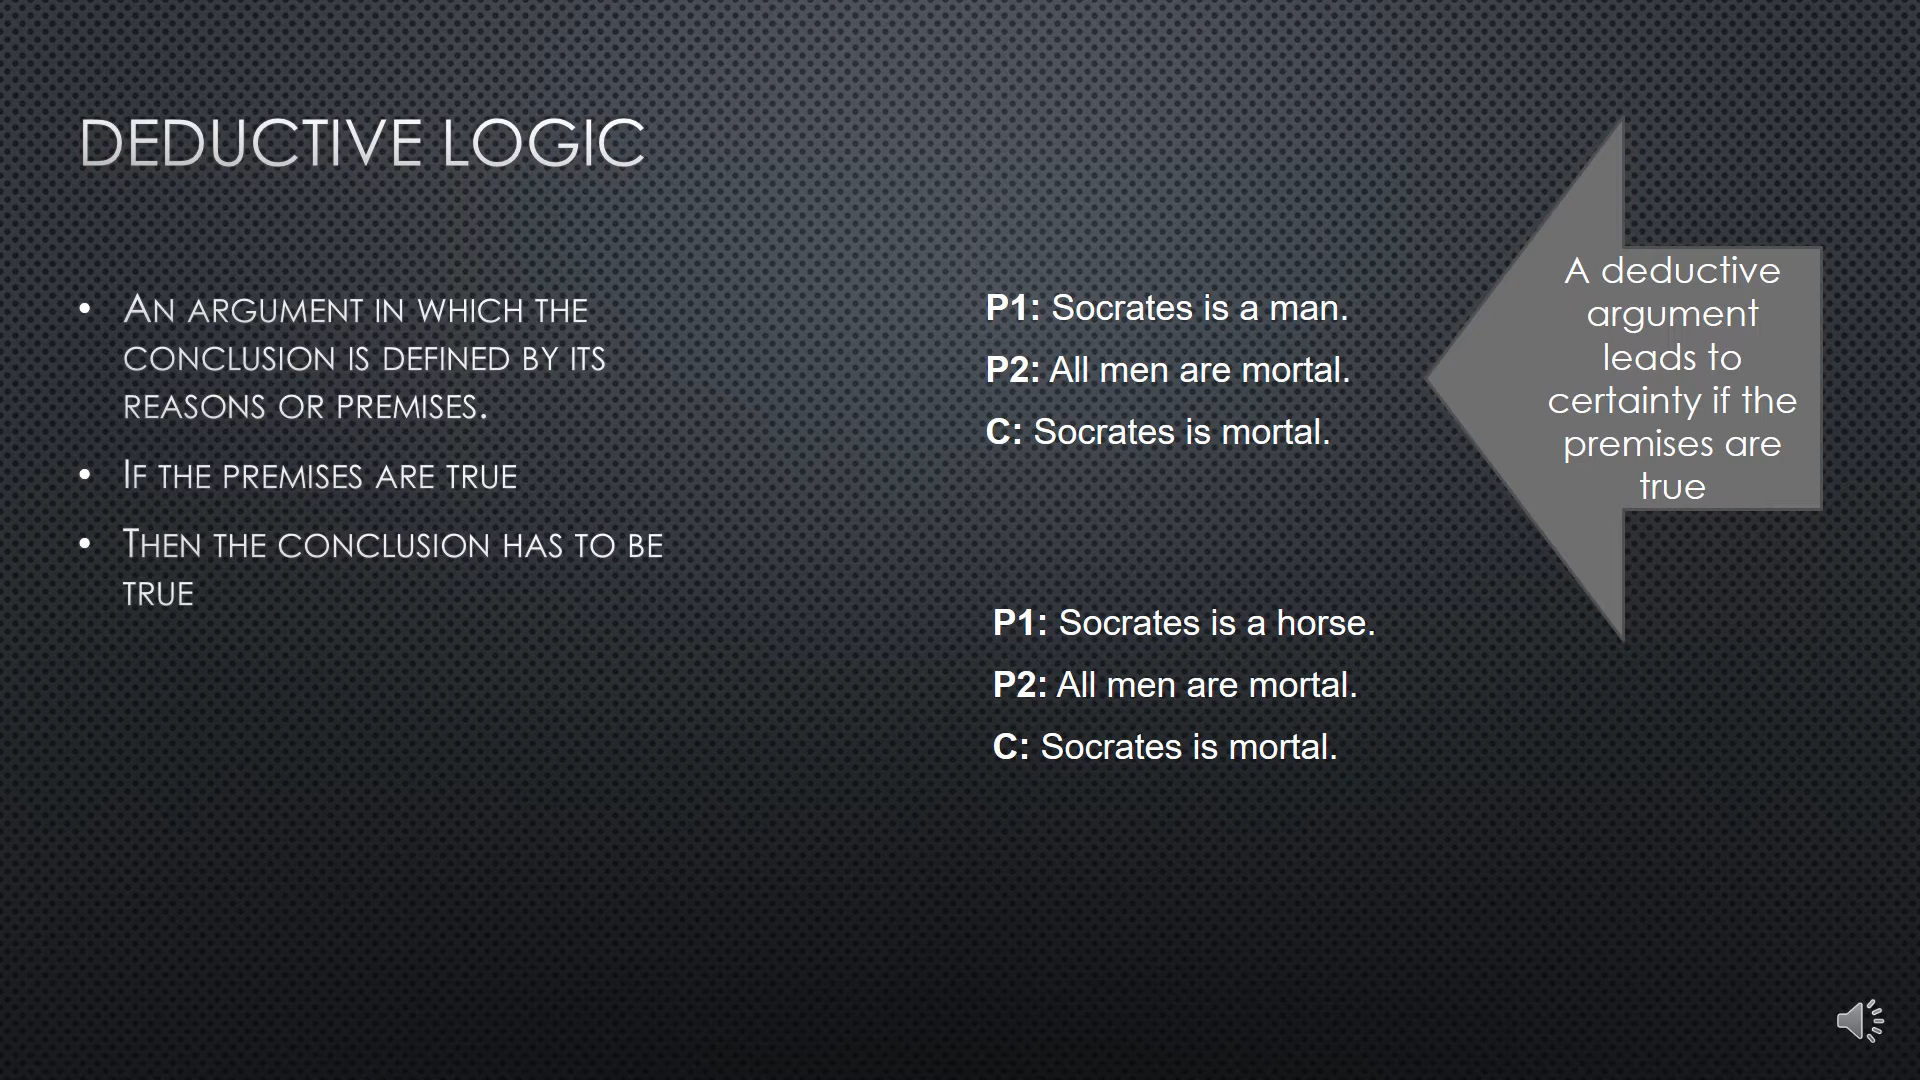 DEDUCTIVE LOGIC
• AN ARGUMENT IN WHICH THE
CONCLUSION IS DEFINED BY ITS
REASONS OR PREMISES.
• IF THE PREMISES ARE TRUE
• THEN THE CONCLUSION HAS TO BE
TRUE
P1: Socrates is a man.
P2: All men are mortal.
C: Socrates is mortal.
P1: Socrates is a horse.
P2: All men are mortal.
C: Socrates is mortal.
A deductive
argument
leads to
certainty if the
premises are
true